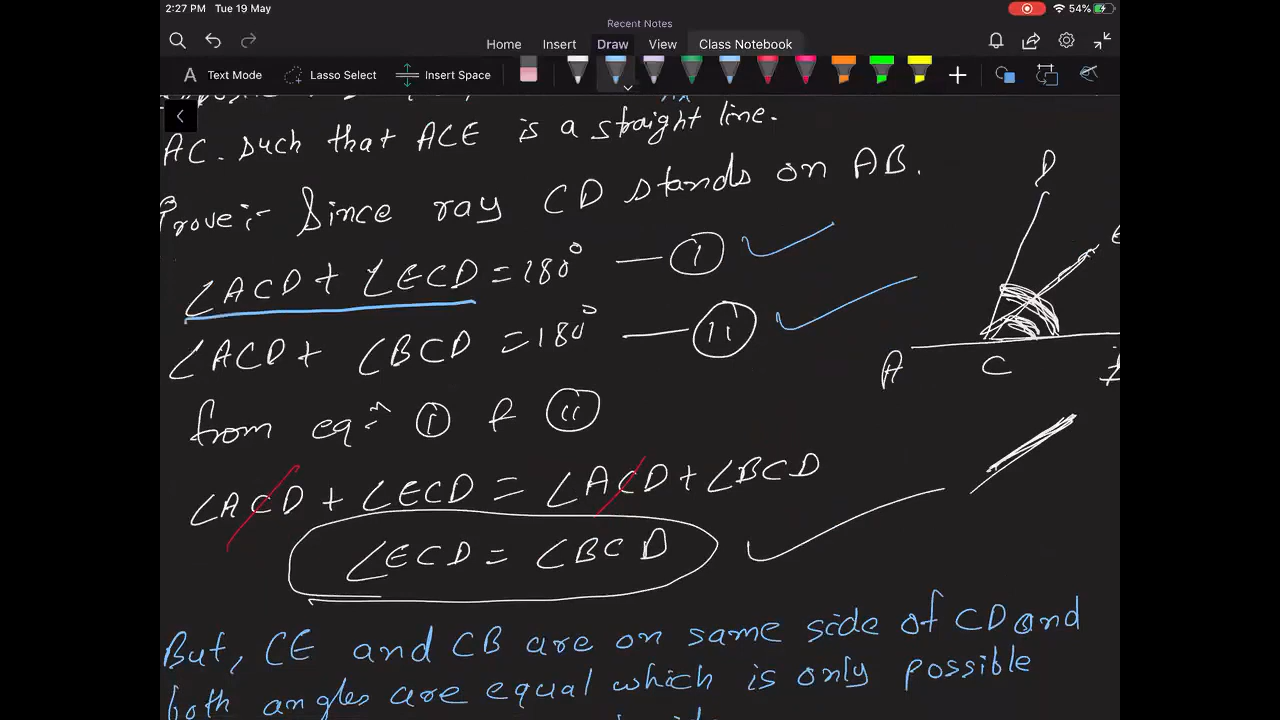 2:27 PM Tue 19 May
54%
Recent Notes
Home Insert Draw View Class Notebook
Text Mode Lasso Select Insert Space
AC. such that ACE is a straight line.
Prove:- Since ray CD stands on AB.
∠ACD + ∠ECD = 180° — (i)
∠ACD + ∠BCD = 180° — (ii)
from eqn (i) & (ii)
∠ACD + ∠ECD = ∠ACD + ∠BCD
∠ECD = ∠BCD
But, CE and CB are on same side of CD and
both angles are equal which is only possible
D
A C